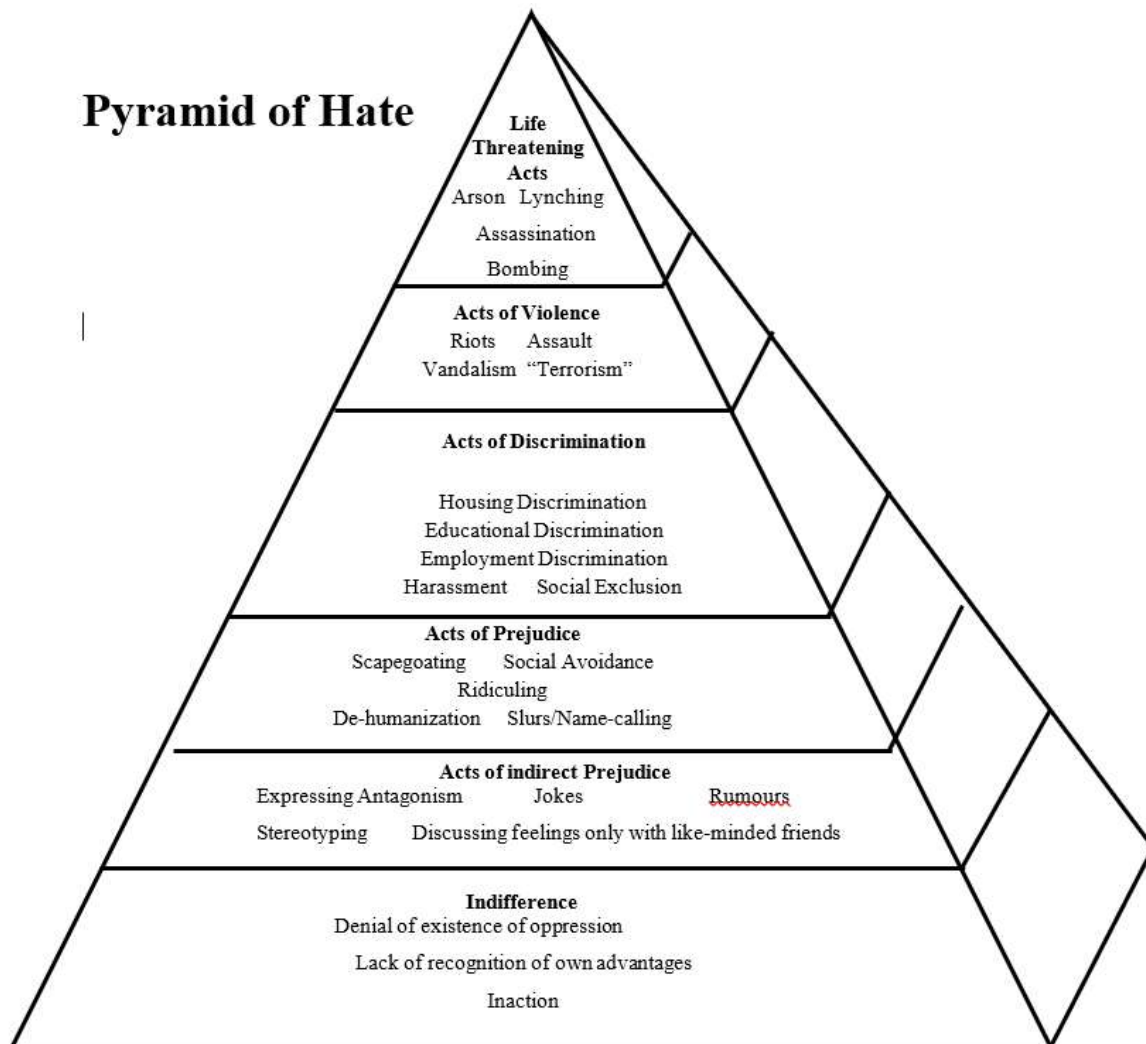 Pyramid of Hate
Life
Threatening
Acts
Arson Lynching
Assassination
Bombing
Acts of Violence
Riots Assault
Vandalism “Terrorism”
Acts of Discrimination
Housing Discrimination
Educational Discrimination
Employment Discrimination
Harassment Social Exclusion
Acts of Prejudice
Scapegoating Social Avoidance
Ridiculing
De-humanization Slurs/Name-calling
Acts of indirect Prejudice
Expressing Antagonism Jokes Rumours
Stereotyping Discussing feelings only with like-minded friends
Indifference
Denial of existence of oppression
Lack of recognition of own advantages
Inaction